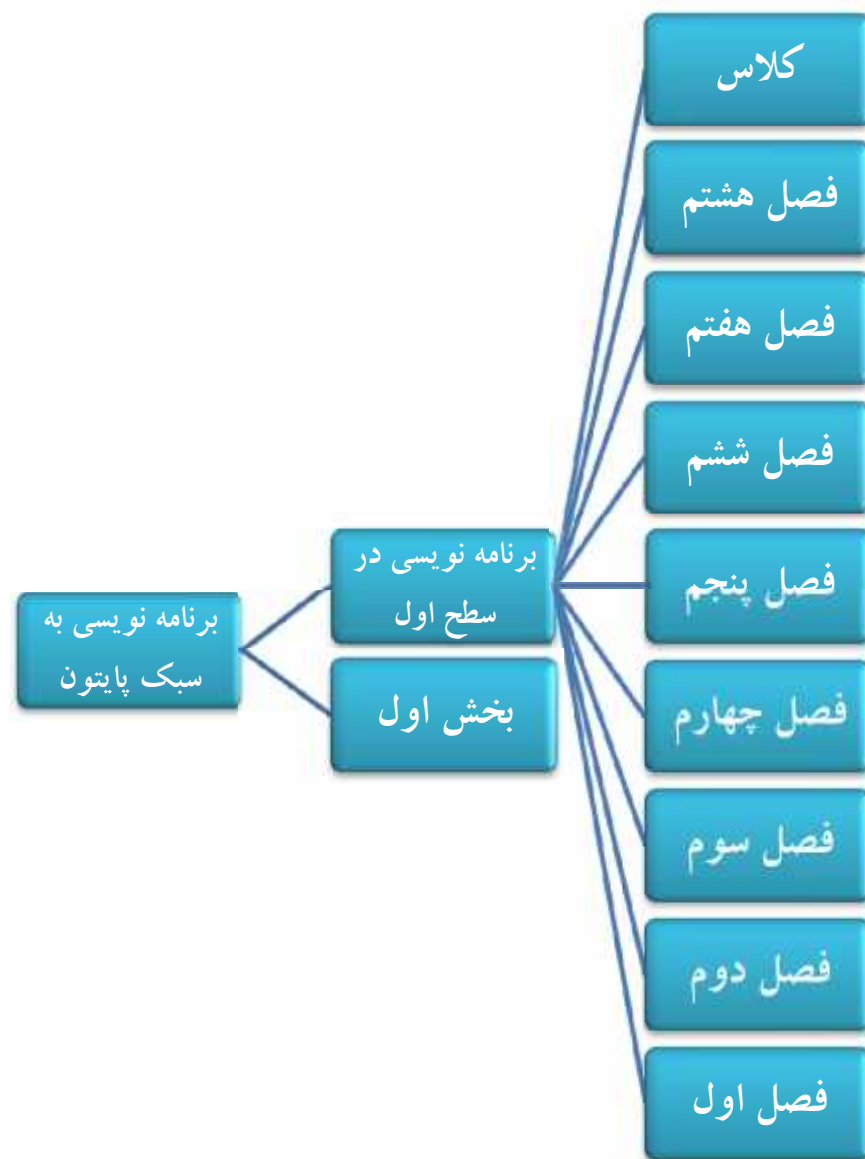 کلاس
فصل هشتم
فصل هفتم
فصل ششم
برنامه نویسی در
سطح اول
فصل پنجم
برنامه نویسی به
سبک پایتون
بخش اول
فصل چهارم
فصل سوم
فصل دوم
فصل اول